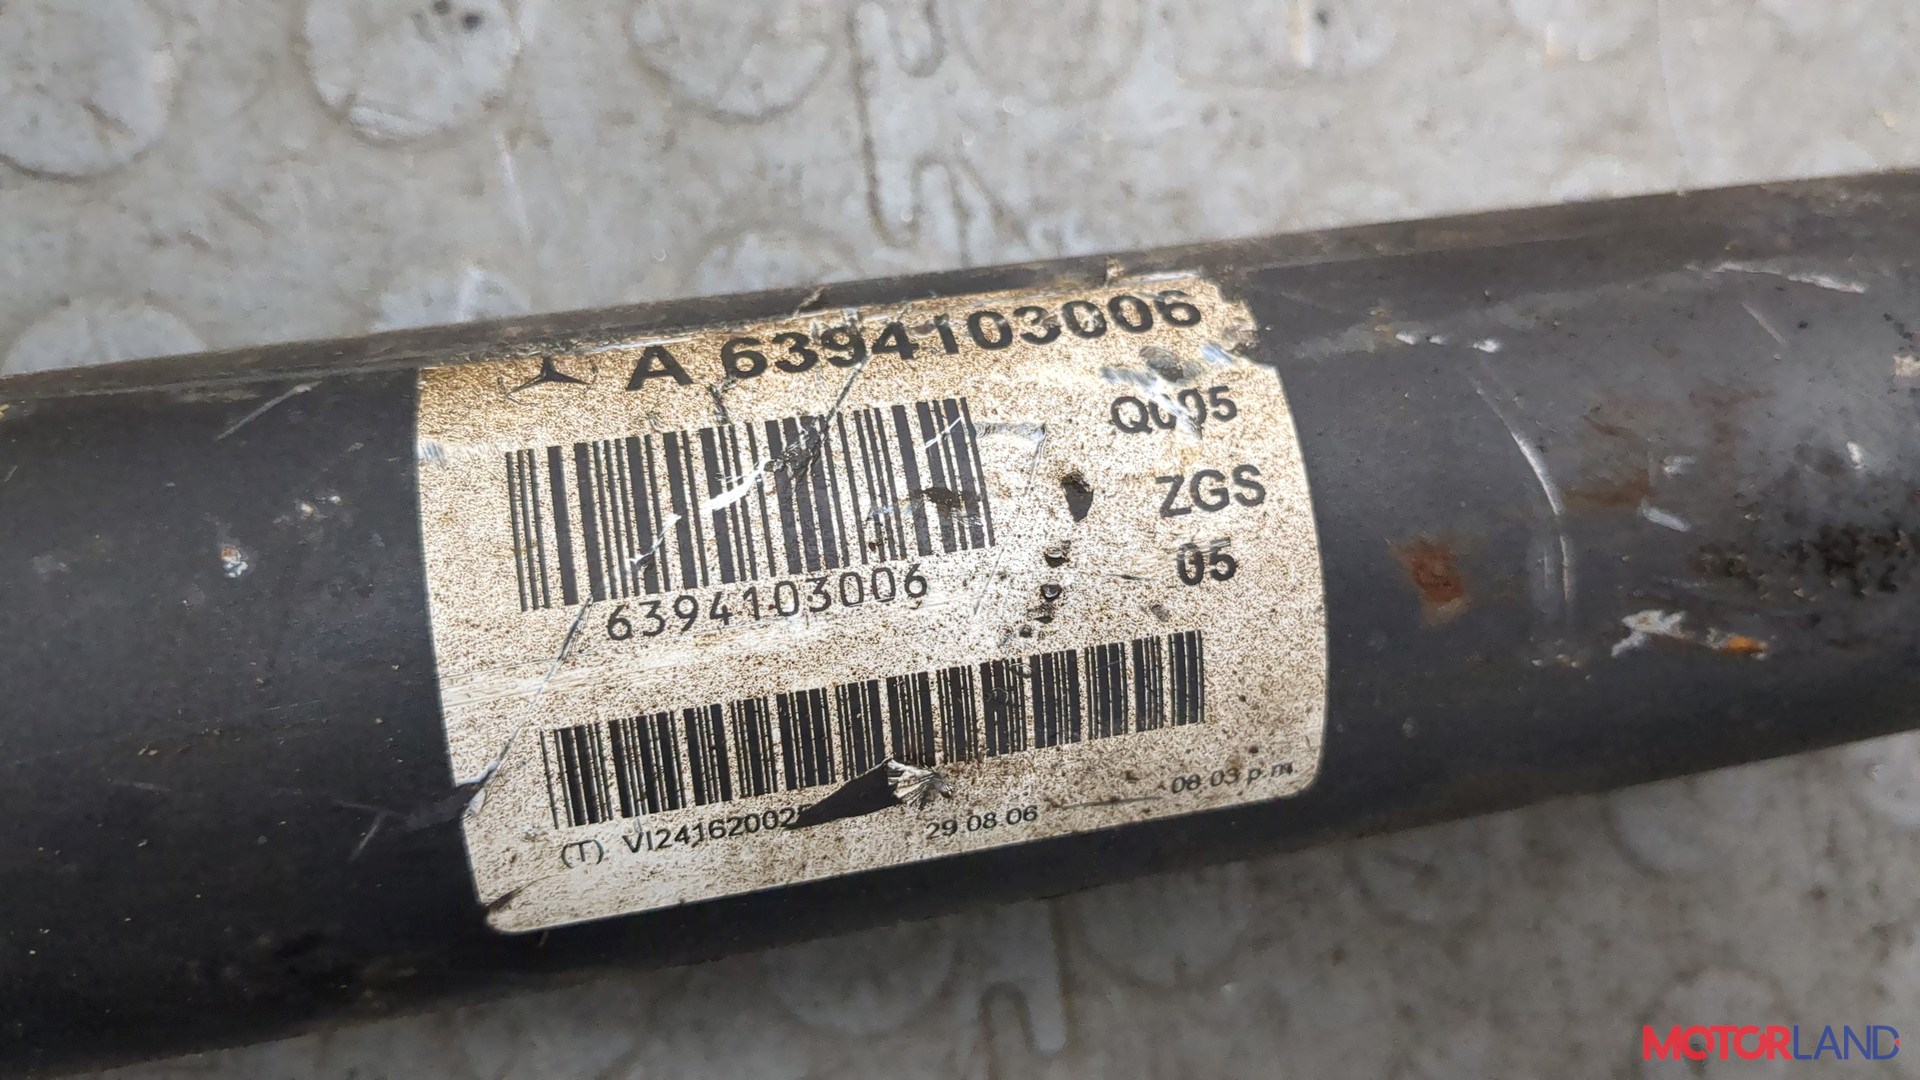 A 6394103006
Q005
ZGS
05
6394103006
(T) VI24162002
29.08.06
08.03 p.m.
MOTORLAND